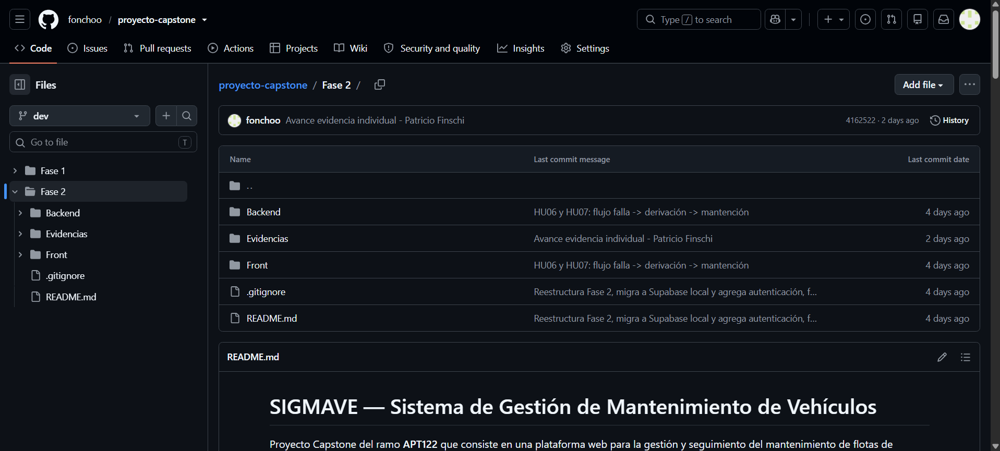 fonchoo / proyecto-capstone
Type / to search
Code
Issues
Pull requests
Actions
Projects
Wiki
Security and quality
Insights
Settings
Files
dev
Go to file
T
Fase 1
Fase 2
Backend
Evidencias
Front
.gitignore
README.md
proyecto-capstone / Fase 2 /
Add file
fonchoo Avance evidencia individual - Patricio Finschi
4162522 · 2 days ago
History
Name Last commit message Last commit date
..
Backend HU06 y HU07: flujo falla -> derivación -> mantención 4 days ago
Evidencias Avance evidencia individual - Patricio Finschi 2 days ago
Front HU06 y HU07: flujo falla -> derivación -> mantención 4 days ago
.gitignore Reestructura Fase 2, migra a Supabase local y agrega autenticación, f... 4 days ago
README.md Reestructura Fase 2, migra a Supabase local y agrega autenticación, f... 4 days ago
README.md
SIGMAVE — Sistema de Gestión de Mantenimiento de Vehículos
Proyecto Capstone del ramo APT122 que consiste en una plataforma web para la gestión y seguimiento del mantenimiento de flotas de